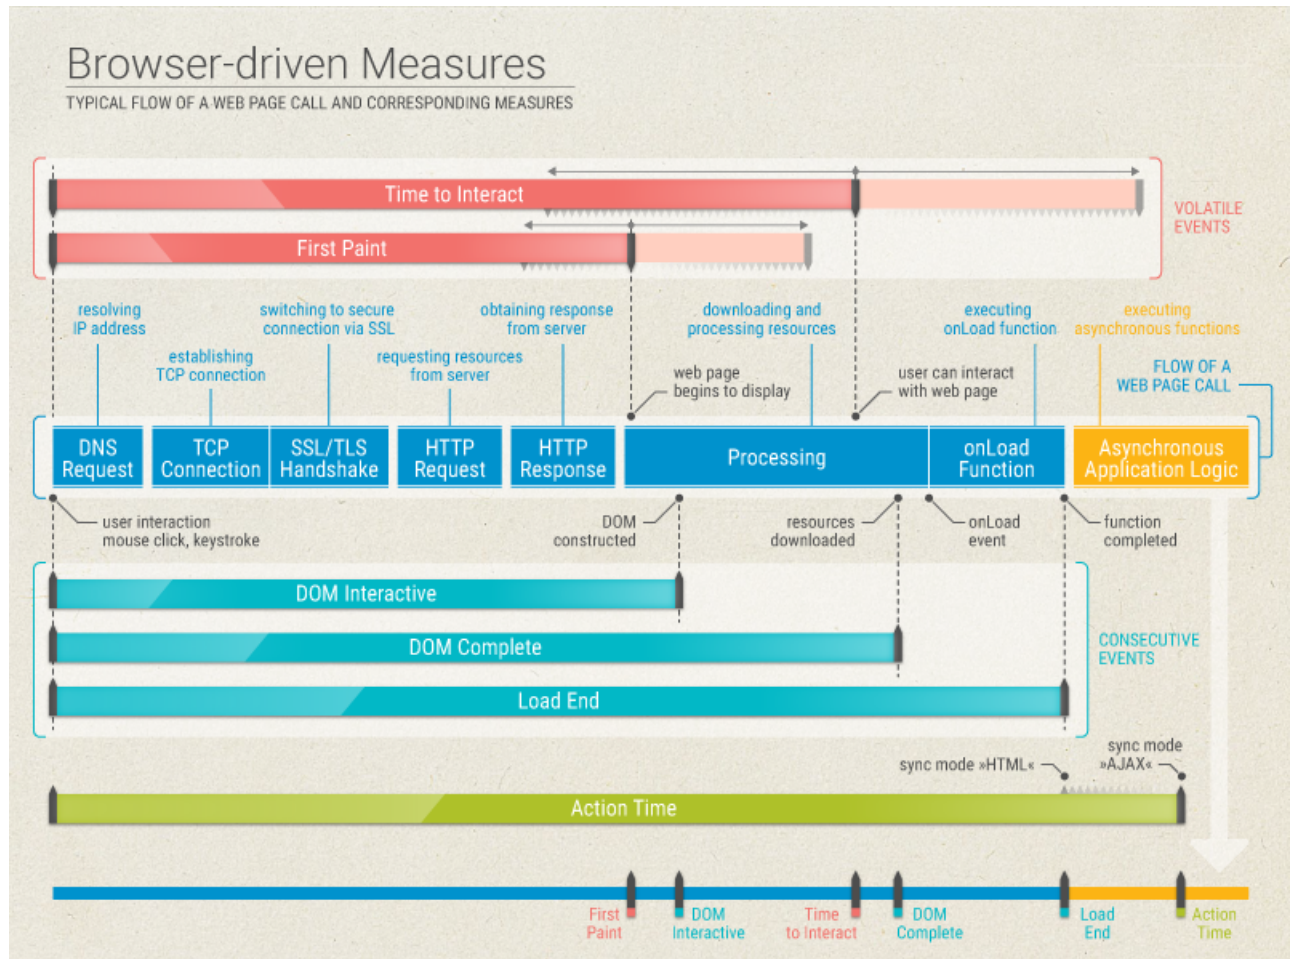 Browser-driven Measures
TYPICAL FLOW OF A WEB PAGE CALL AND CORRESPONDING MEASURES
Time to Interact
First Paint
VOLATILE
EVENTS
resolving
IP address
establishing
TCP connection
switching to secure
connection via SSL
requesting resources
from server
obtaining response
from server
downloading and
processing resources
executing
onLoad function
executing
asynchronous functions
web page
begins to display
user can interact
with web page
FLOW OF A
WEB PAGE CALL
DNS
Request
TCP
Connection
SSL/TLS
Handshake
HTTP
Request
HTTP
Response
Processing
onLoad
Function
Asynchronous
Application Logic
user interaction
mouse click, keystroke
DOM
constructed
resources
downloaded
onLoad
event
function
completed
DOM Interactive
DOM Complete
Load End
CONSECUTIVE
EVENTS
sync mode »HTML«
sync mode
»AJAX«
Action Time
First
Paint
DOM
Interactive
Time
to Interact
DOM
Complete
Load
End
Action
Time